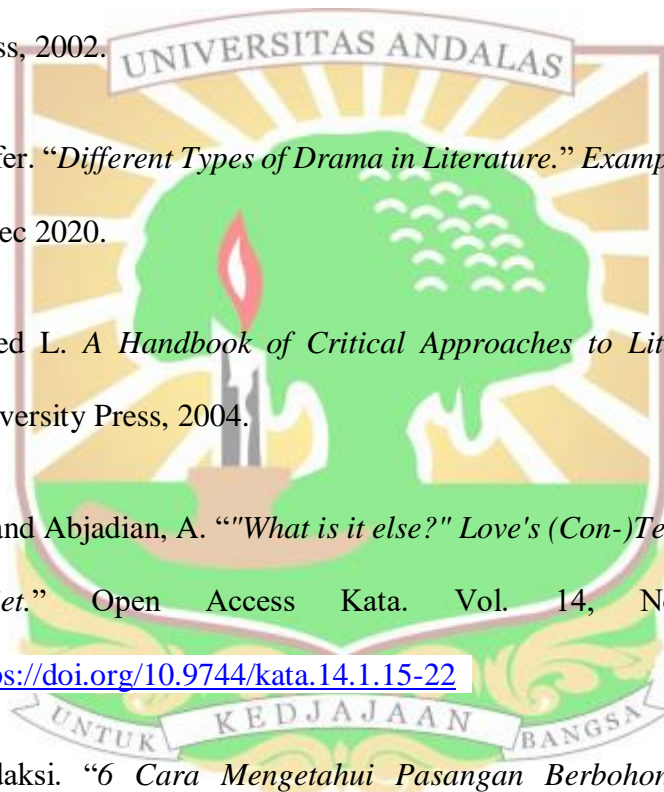 ss, 2002.
UNIVERSITAS ANDALAS
fer. “Different Types of Drama in Literature.” Examp
ec 2020.
ed L. A Handbook of Critical Approaches to Lit
versity Press, 2004.
and Abjadian, A. “"What is it else?" Love's (Con-)Te
et.” Open Access Kata. Vol. 14, N
ps://doi.org/10.9744/kata.14.1.15-22
UNTUK KEDJAJAAN BANGSA
daksi. “6 Cara Mengetahui Pasangan Berbohon